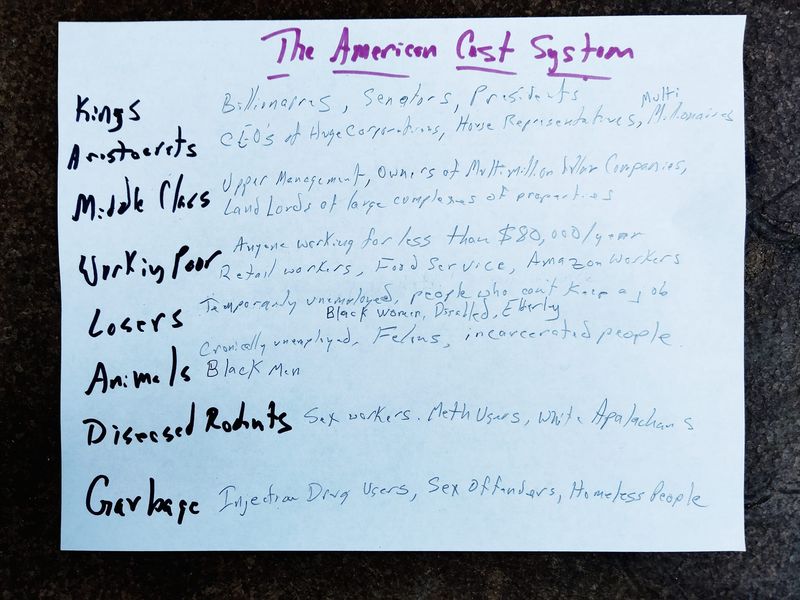 The American Cast System
Kings Billionares, Senators, Presidents
Aristocrats CEO's of Huge Corporations, House Representatives, Multi Millionaires
Middle Class Upper Management, Owners of Multimillion Dollar Companies,
Land Lords of large complexes of properties
Working Poor Anyone working for less than $80,000/year
Retail workers, Food Service, Amazon Workers
Losers Temporarily unemployed, people who can't keep a job
Black women, Disabled, Elderly
Animals Cronically unemployed, Felons, incarcerated people.
Black Men
Diseased Rodents Sex workers. Meth Users, White Apalachans
Garbage Injection Drug Users, Sex Offenders, Homeless People